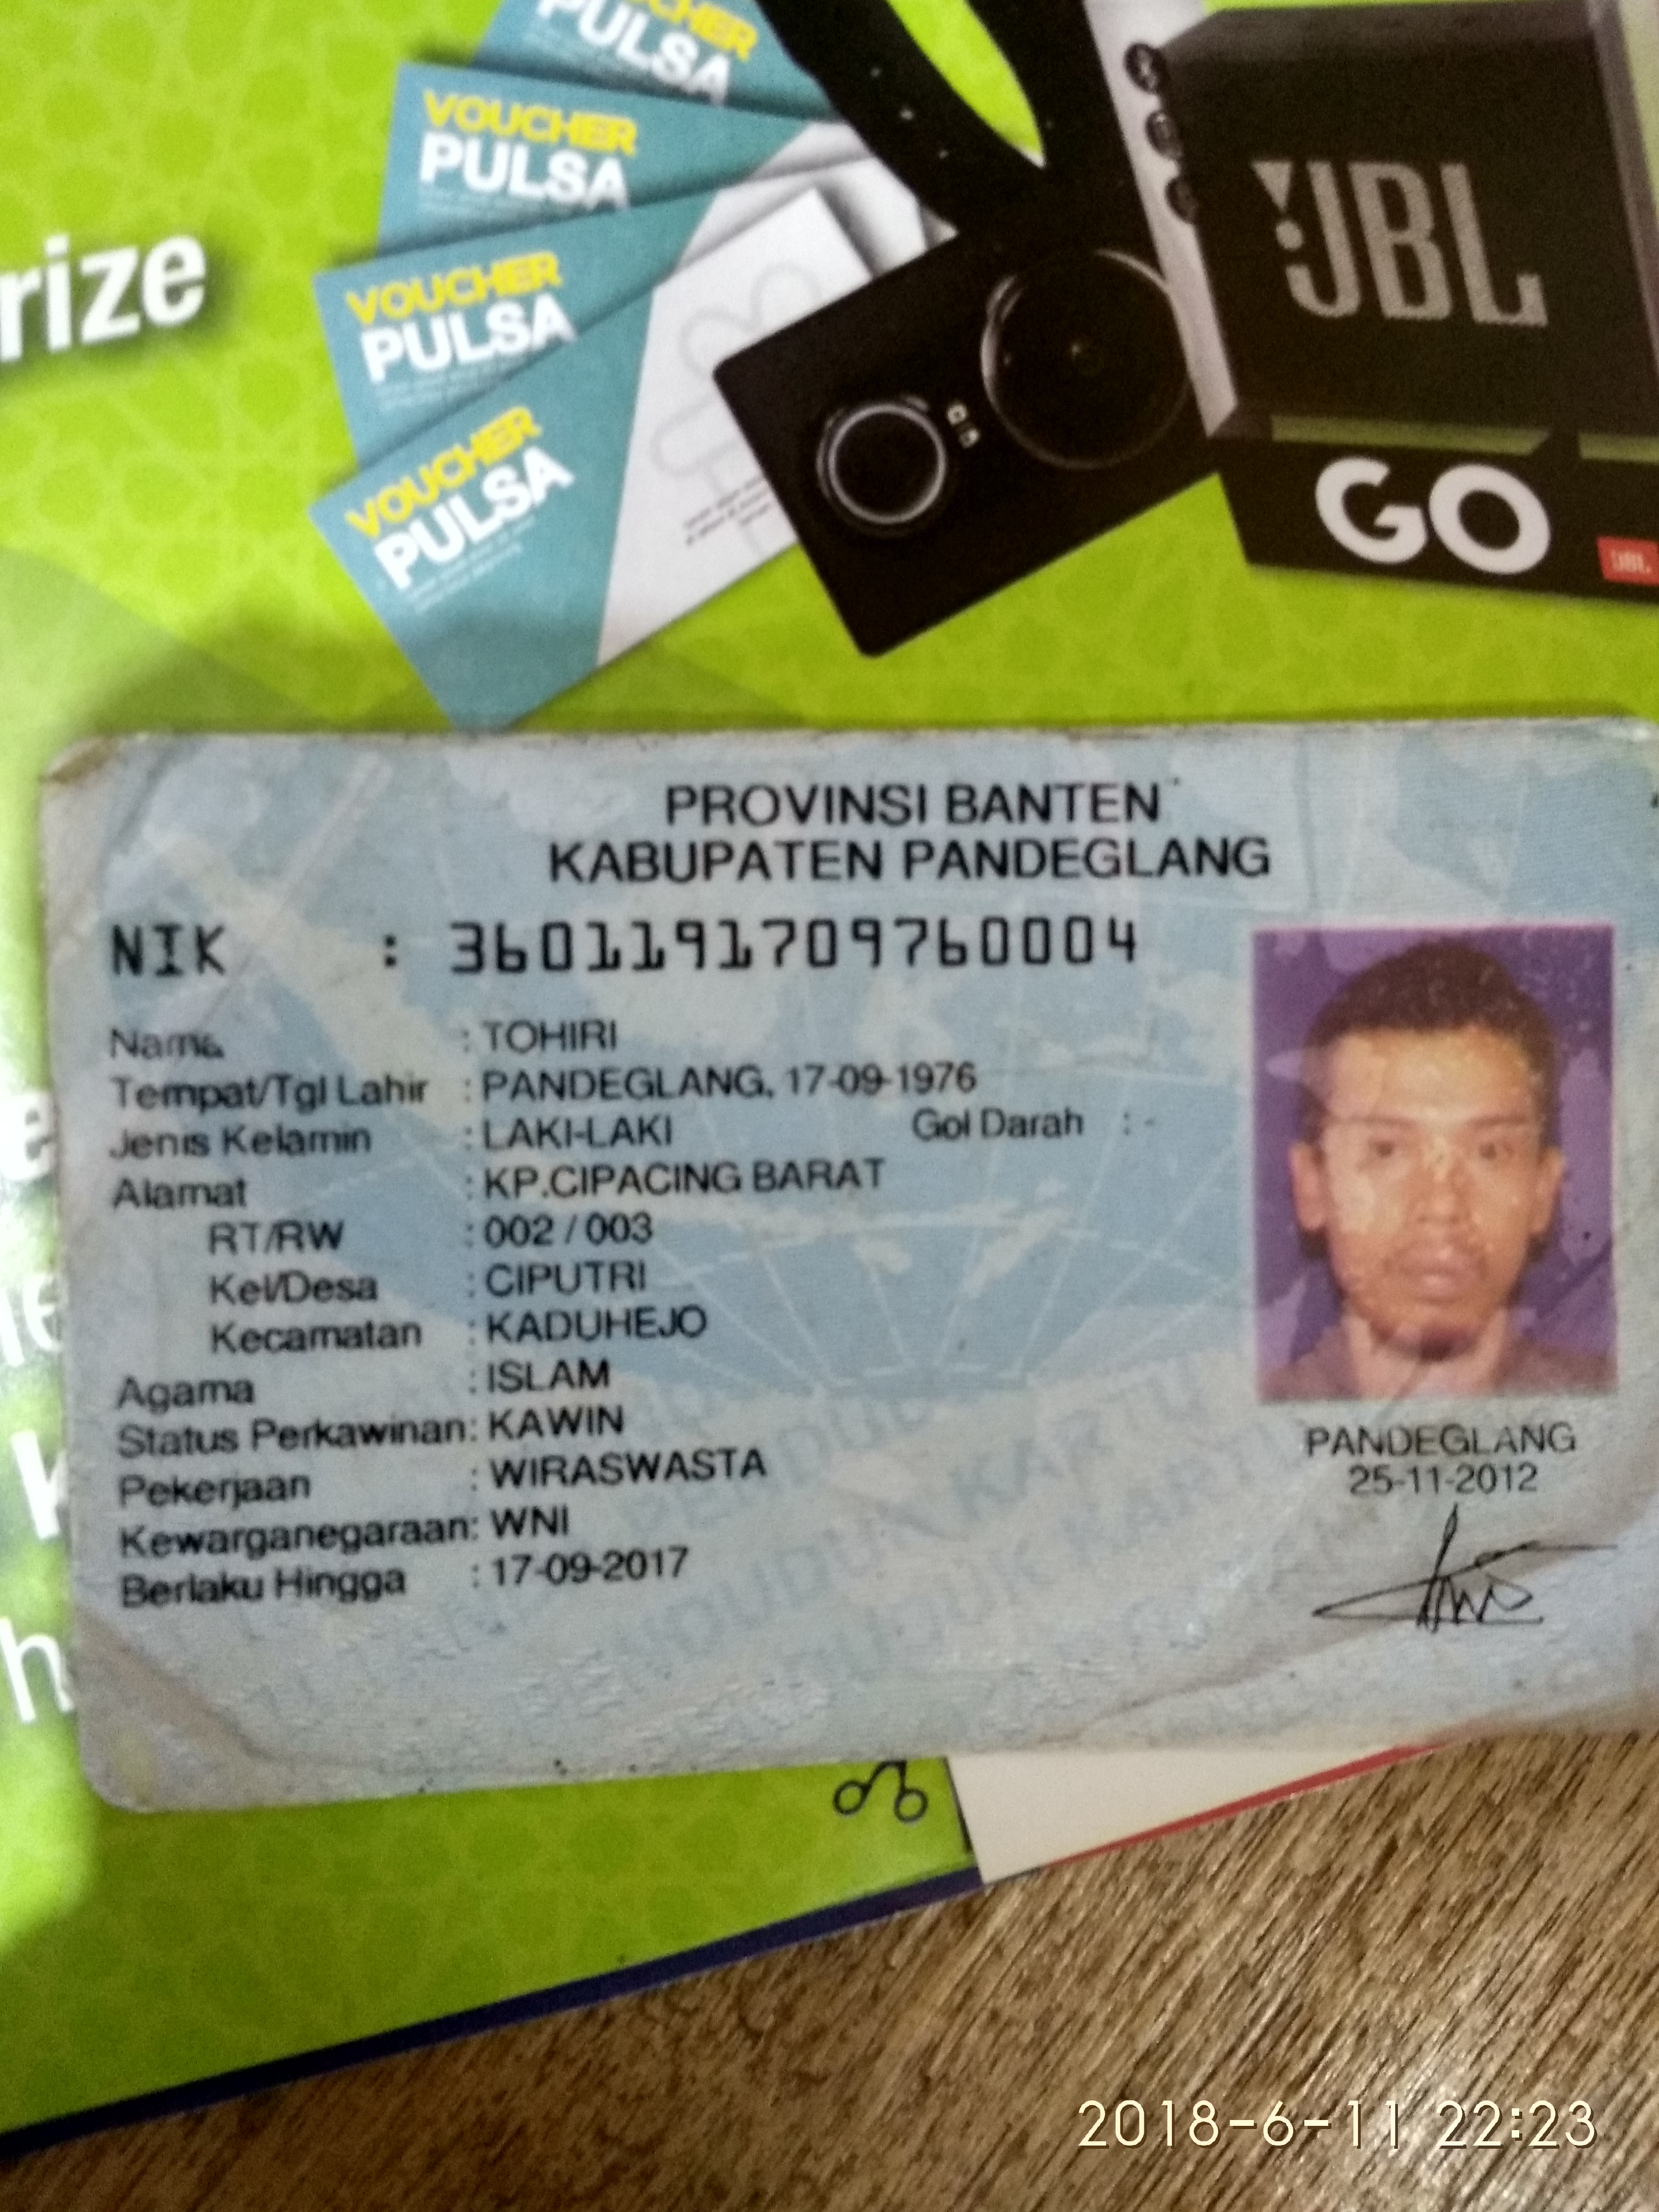 VOUCHER
PULSA
VOUCHER
PULSA
VOUCHER
PULSA
VOUCHER
PULSA
rize
JBL
GO
JBL
PROVINSI BANTEN
KABUPATEN PANDEGLANG
NIK : 3601191709760004
Nama : TOHIRI
Tempat/Tgl Lahir : PANDEGLANG, 17-09-1976
Jenis Kelamin : LAKI-LAKI Gol Darah : -
Alamat : KP.CIPACING BARAT
RT/RW : 002 / 003
Kel/Desa : CIPUTRI
Kecamatan : KADUHEJO
Agama : ISLAM
Status Perkawinan: KAWIN
Pekerjaan : WIRASWASTA
Kewarganegaraan: WNI
Berlaku Hingga : 17-09-2017
PANDEGLANG
25-11-2012
2018-6-11 22:23